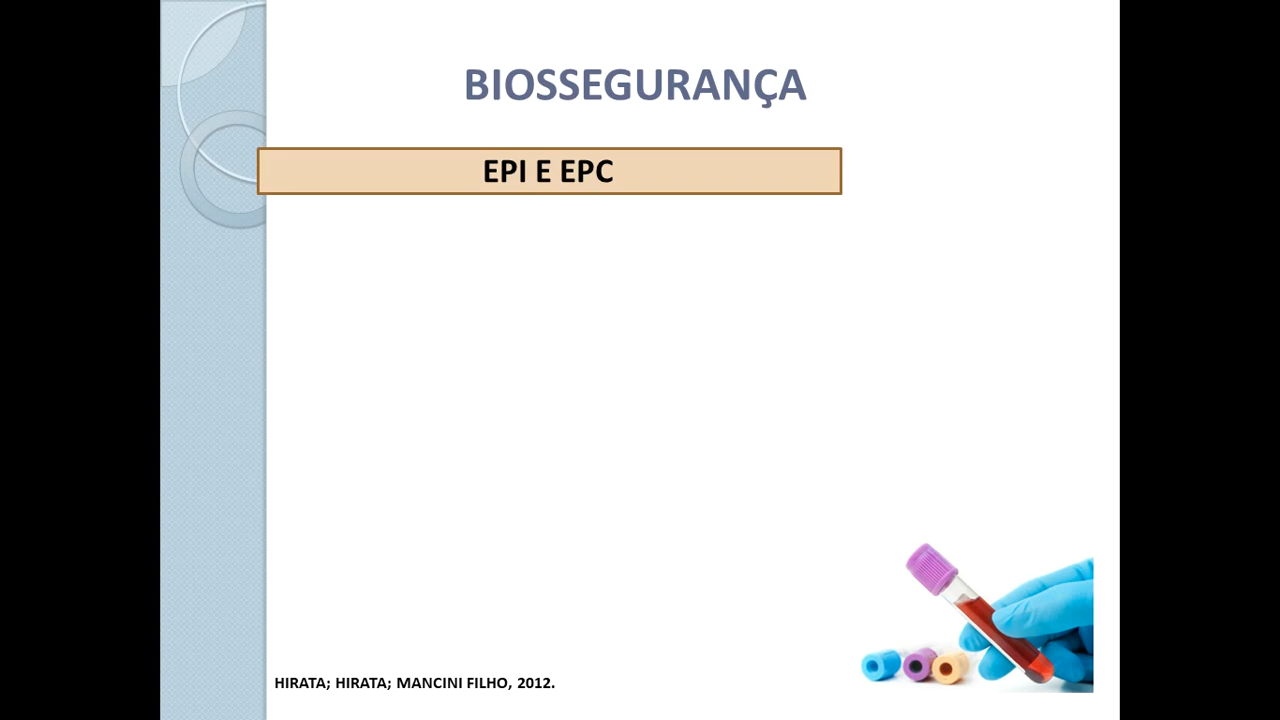 BIOSSEGURANÇA
EPI E EPC
HIRATA; HIRATA; MANCINI FILHO, 2012.